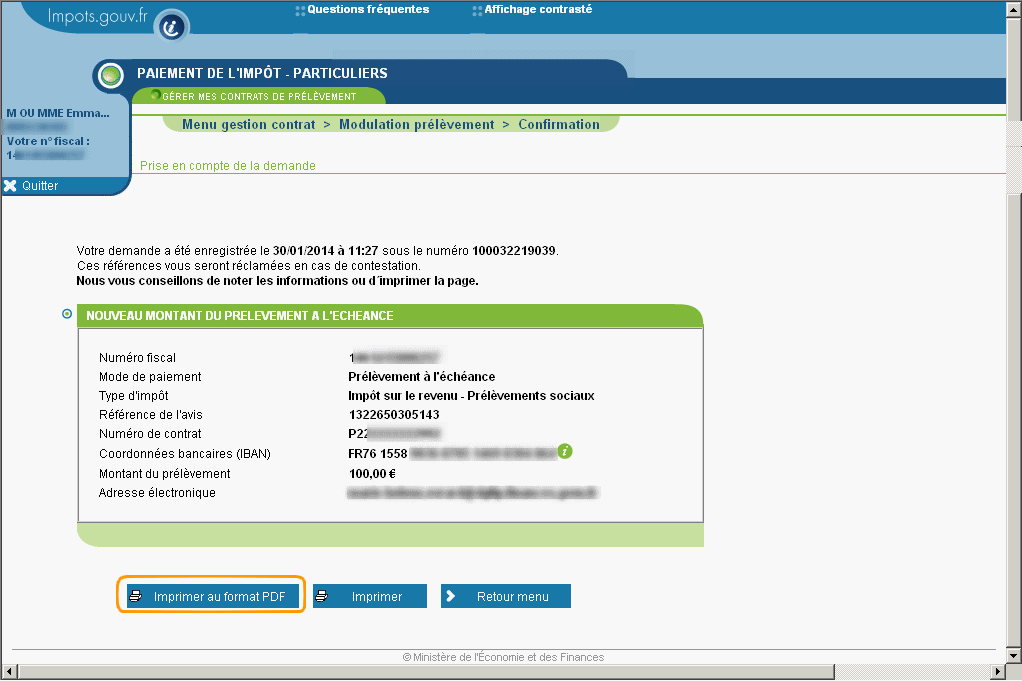 Impots.gouv.fr
Questions fréquentes
Affichage contrasté
PAIEMENT DE L'IMPÔT - PARTICULIERS
GÉRER MES CONTRATS DE PRÉLÈVEMENT
M OU MME Emma...
Votre n° fiscal :
1
Quitter
Menu gestion contrat > Modulation prélèvement > Confirmation
Prise en compte de la demande
Votre demande a été enregistrée le 30/01/2014 à 11:27 sous le numéro 100032219039.
Ces références vous seront réclamées en cas de contestation.
Nous vous conseillons de noter les informations ou d´imprimer la page.
NOUVEAU MONTANT DU PRELEVEMENT A L'ECHEANCE
Numéro fiscal 1
Mode de paiement Prélèvement à l'échéance
Type d'impôt Impôt sur le revenu - Prélèvements sociaux
Référence de l'avis 1322650305143
Numéro de contrat P22
Coordonnées bancaires (IBAN) FR76 1558
Montant du prélèvement 100,00 €
Adresse électronique
Imprimer au format PDF
Imprimer
Retour menu
© Ministère de l'Économie et des Finances